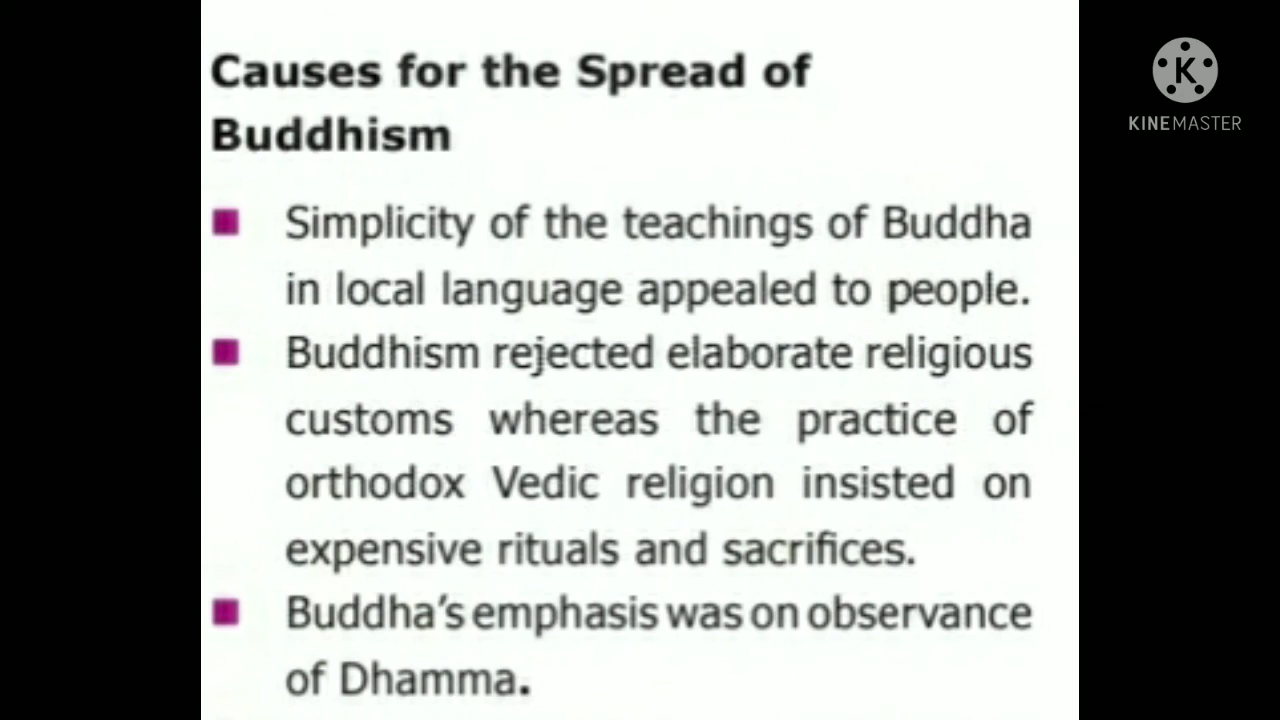 Causes for the Spread of
Buddhism
Simplicity of the teachings of Buddha
in local language appealed to people.
Buddhism rejected elaborate religious
customs whereas the practice of
orthodox Vedic religion insisted on
expensive rituals and sacrifices.
Buddha's emphasis was on observance
of Dhamma.
K
KINEMASTER